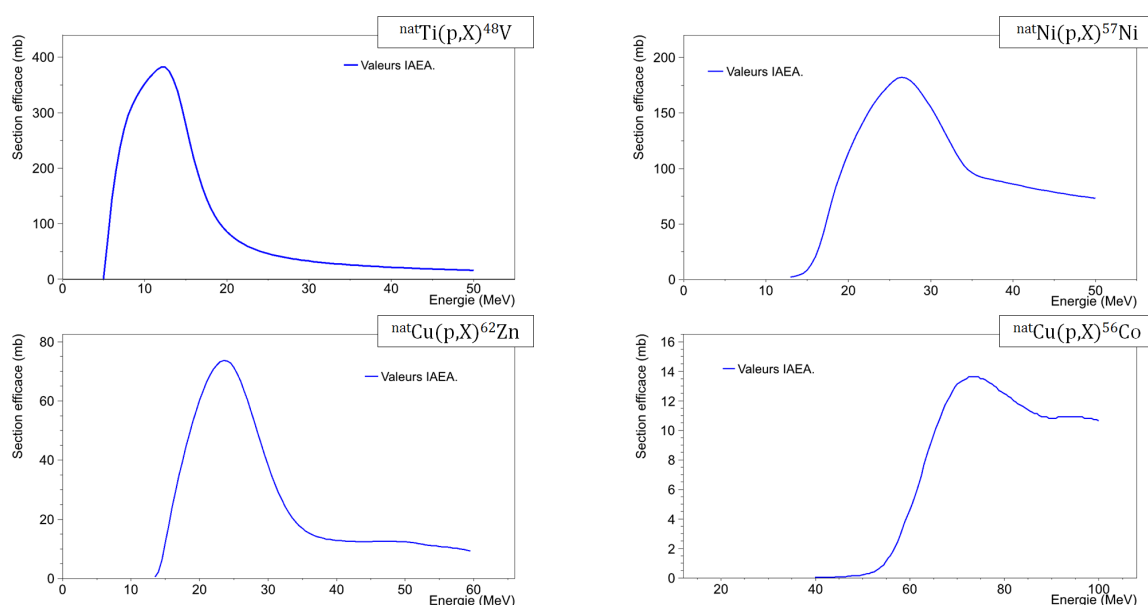 natTi(p,X)48V
Section efficace (mb)
400
300
200
100
0
Valeurs IAEA.
0 10 20 30 40 50
Energie (MeV)
natNi(p,X)57Ni
Section efficace (mb)
200
150
100
50
0
Valeurs IAEA.
0 10 20 30 40 50
Energie (MeV)
natCu(p,X)62Zn
Section efficace (mb)
80
60
40
20
0
Valeurs IAEA.
0 10 20 30 40 50 60
Energie (MeV)
natCu(p,X)56Co
Section efficace (mb)
16
14
12
10
8
6
4
2
0
Valeurs IAEA.
20 40 60 80 100
Energie (MeV)